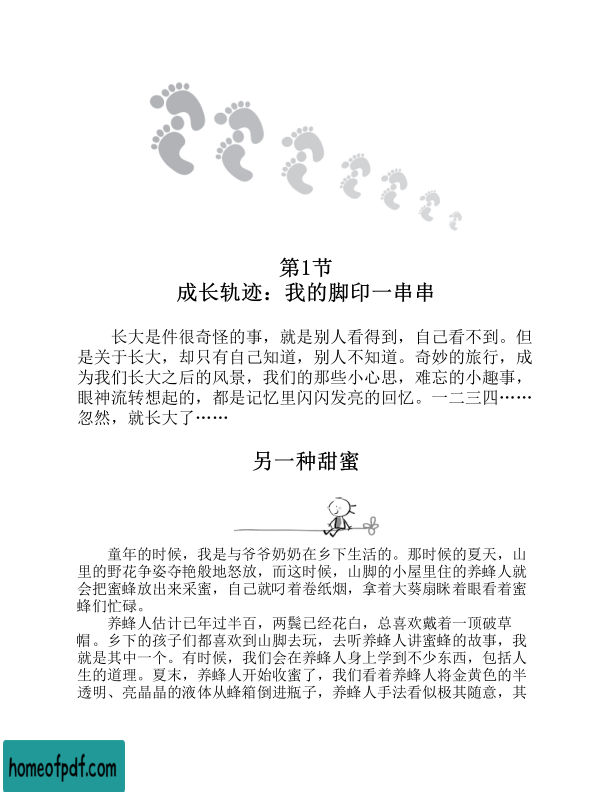 第1节
成长轨迹：我的脚印一串串
长大是件很奇怪的事，就是别人看得到，自己看不到。但
是关于长大，却只有自己知道，别人不知道。奇妙的旅行，成
为我们长大之后的风景，我们的那些小心思，难忘的小趣事，
眼神流转想起的，都是记忆里闪闪发亮的回忆。一二三四……
忽然，就长大了……
另一种甜蜜
童年的时候，我是与爷爷奶奶在乡下生活的。那时候的夏天，山
里的野花争姿夺艳般地怒放，而这时候，山脚的小屋里住的养蜂人就
会把蜜蜂放出来采蜜，自己就叼着卷纸烟，拿着大葵扇眯着眼看着蜜
蜂们忙碌。
养蜂人估计已年过半百，两鬓已经花白，总喜欢戴着一顶破草
帽。乡下的孩子们都喜欢到山脚去玩，去听养蜂人讲蜜蜂的故事，我
就是其中一个。有时候，我们会在养蜂人身上学到不少东西，包括人
生的道理。夏末，养蜂人开始收蜜了，我们看着养蜂人将金黄色的半
透明、亮晶晶的液体从蜂箱倒进瓶子，养蜂人手法看似极其随意，其
homeofpdf.com